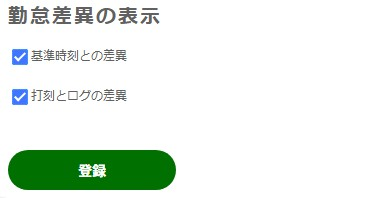 勤怠差異の表示
基準時刻との差異
打刻とログの差異
登録